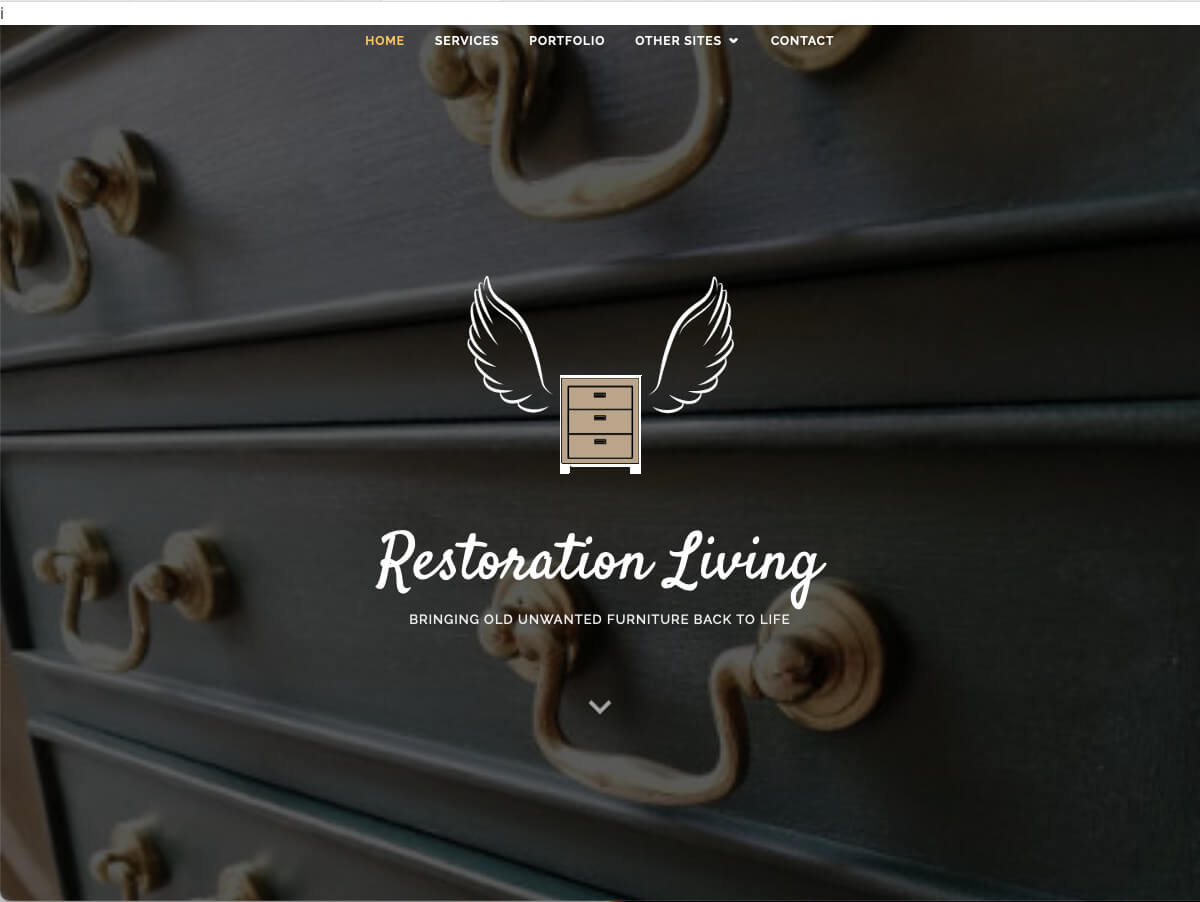 i
HOME SERVICES PORTFOLIO OTHER SITES CONTACT
Restoration Living
BRINGING OLD UNWANTED FURNITURE BACK TO LIFE